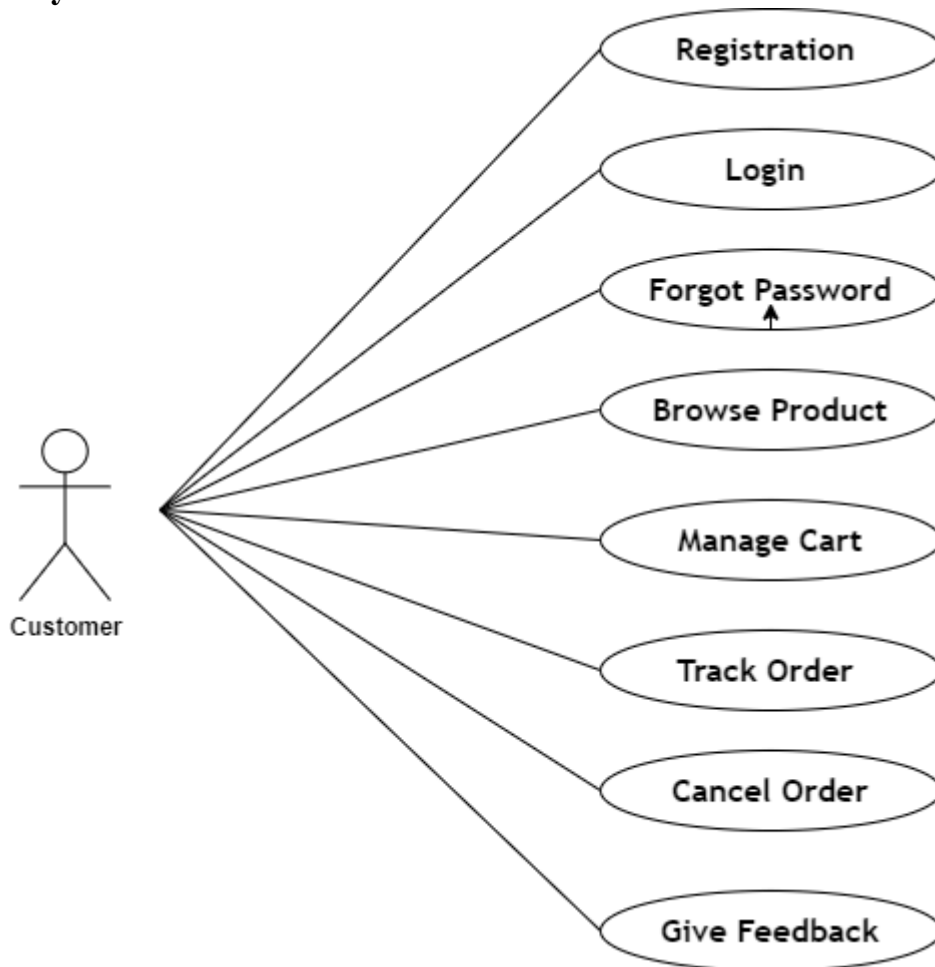 Registration
Login
Forgot Password
Browse Product
Manage Cart
Customer
Track Order
Cancel Order
Give Feedback